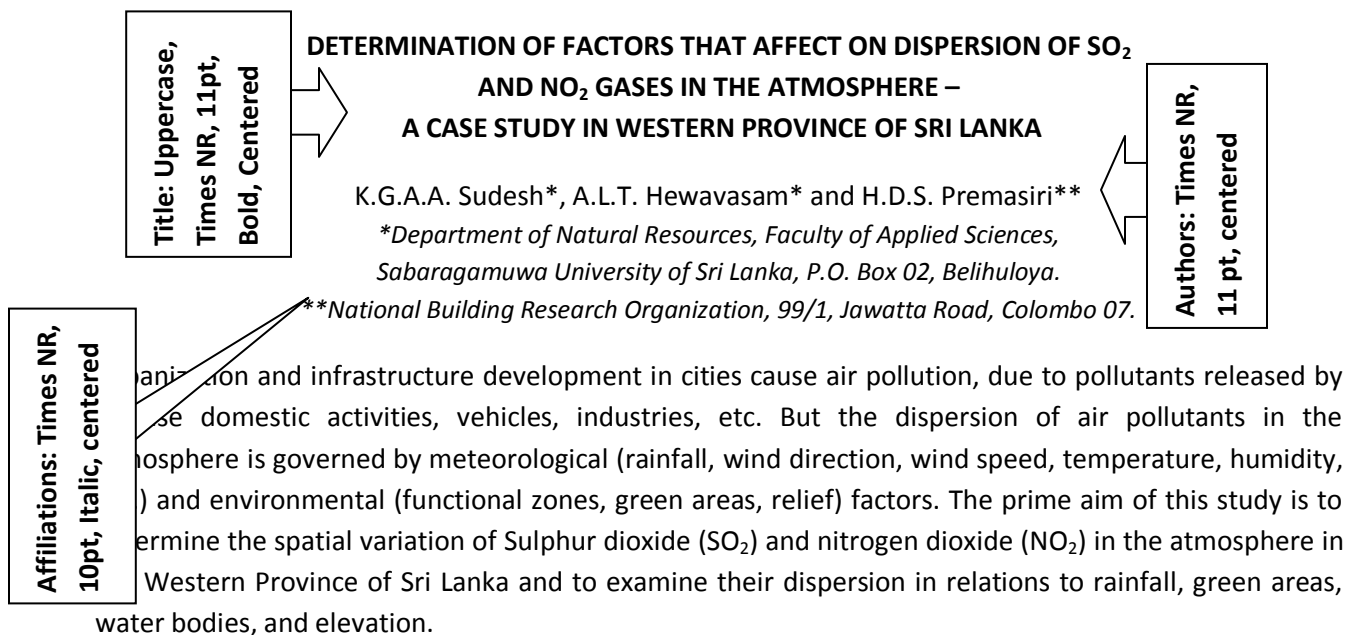 DETERMINATION OF FACTORS THAT AFFECT ON DISPERSION OF SO₂
AND NO₂ GASES IN THE ATMOSPHERE –
A CASE STUDY IN WESTERN PROVINCE OF SRI LANKA
Title: Uppercase,
Times NR, 11pt,
Bold, Centered
Authors: Times NR,
11 pt, centered
K.G.A.A. Sudesh*, A.L.T. Hewavasam* and H.D.S. Premasiri**
*Department of Natural Resources, Faculty of Applied Sciences,
Sabaragamuwa University of Sri Lanka, P.O. Box 02, Belihuloya.
**National Building Research Organization, 99/1, Jawatta Road, Colombo 07.
Affiliations: Times NR,
10pt, Italic, centered
and infrastructure development in cities cause air pollution, due to pollutants released by
domestic activities, vehicles, industries, etc. But the dispersion of air pollutants in the
is governed by meteorological (rainfall, wind direction, wind speed, temperature, humidity,
) and environmental (functional zones, green areas, relief) factors. The prime aim of this study is to
the spatial variation of Sulphur dioxide (SO₂) and nitrogen dioxide (NO₂) in the atmosphere in
Western Province of Sri Lanka and to examine their dispersion in relations to rainfall, green areas,
water bodies, and elevation.